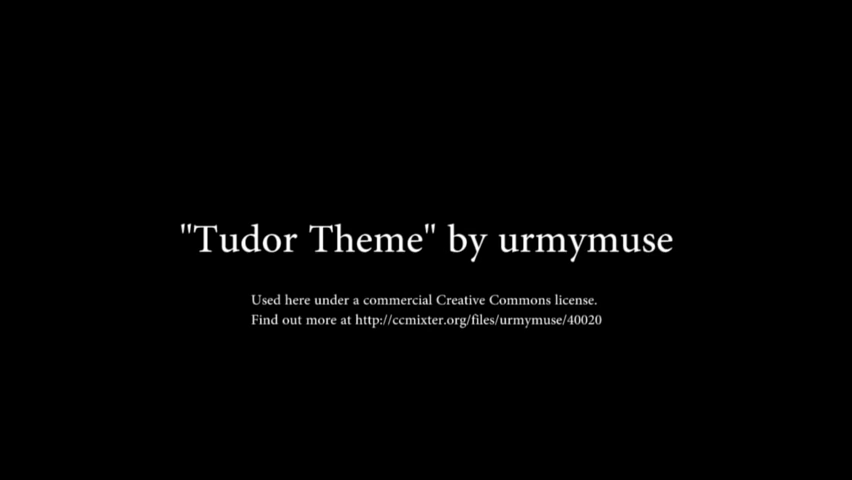 "Tudor Theme" by urmymuse
Used here under a commercial Creative Commons license.
Find out more at http://ccmixter.org/files/urmymuse/40020